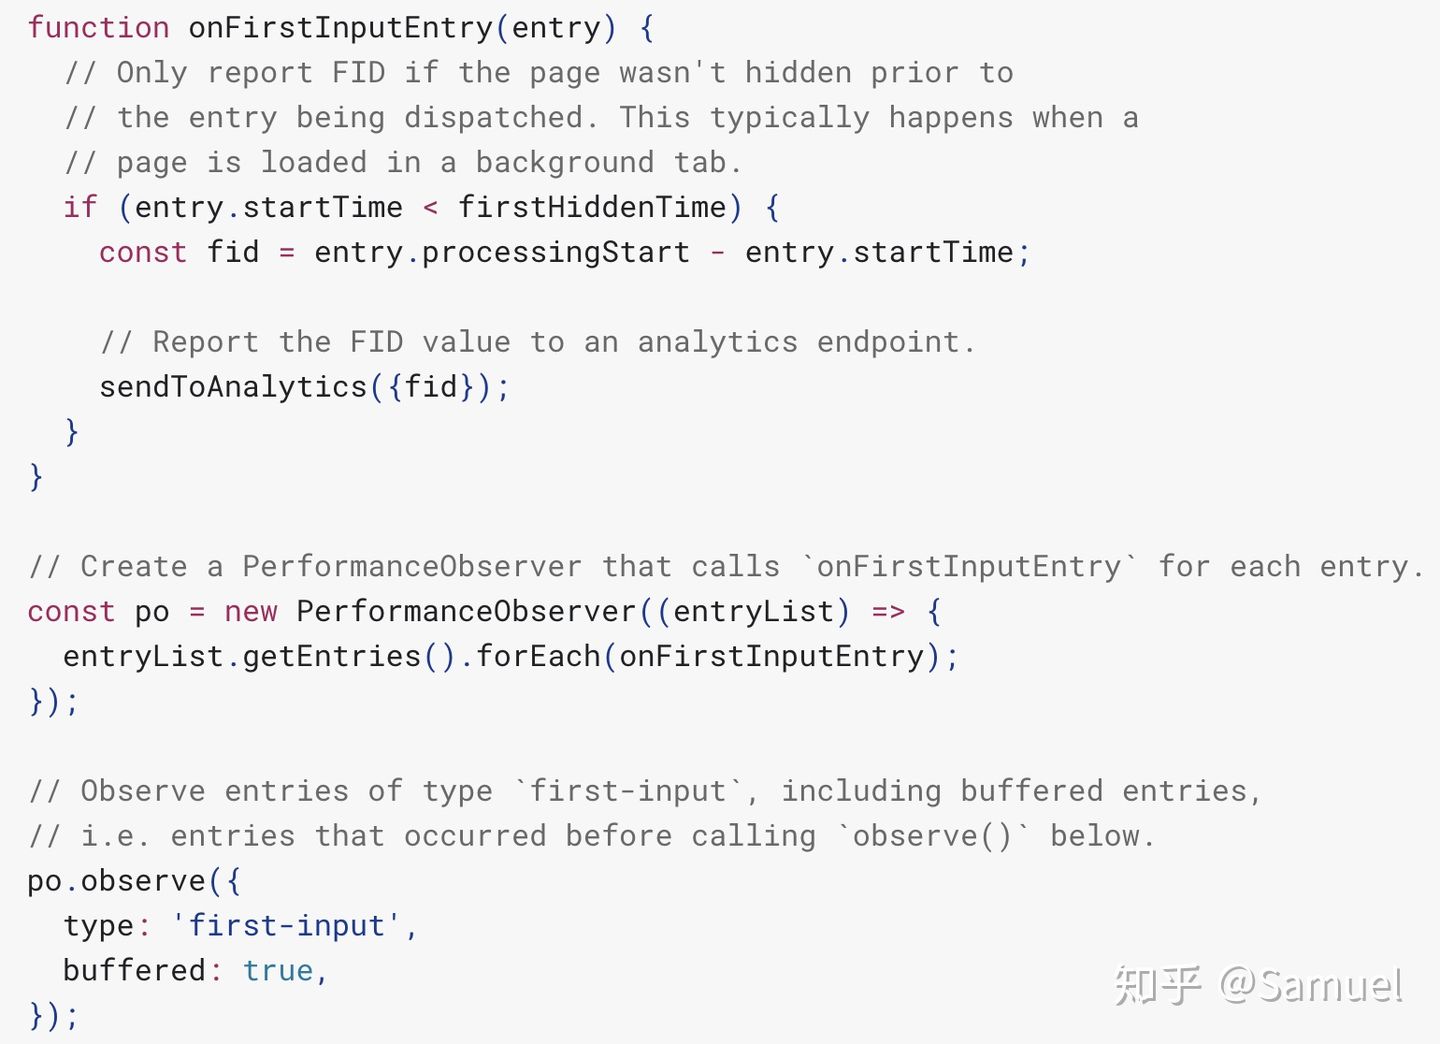 function onFirstInputEntry(entry) {
  // Only report FID if the page wasn't hidden prior to
  // the entry being dispatched. This typically happens when a
  // page is loaded in a background tab.
  if (entry.startTime < firstHiddenTime) {
    const fid = entry.processingStart - entry.startTime;

    // Report the FID value to an analytics endpoint.
    sendToAnalytics({fid});
  }
}

// Create a PerformanceObserver that calls `onFirstInputEntry` for each entry.
const po = new PerformanceObserver((entryList) => {
  entryList.getEntries().forEach(onFirstInputEntry);
});

// Observe entries of type `first-input`, including buffered entries,
// i.e. entries that occurred before calling `observe()` below.
po.observe({
  type: 'first-input',
  buffered: true,
});
知乎 @Samuel